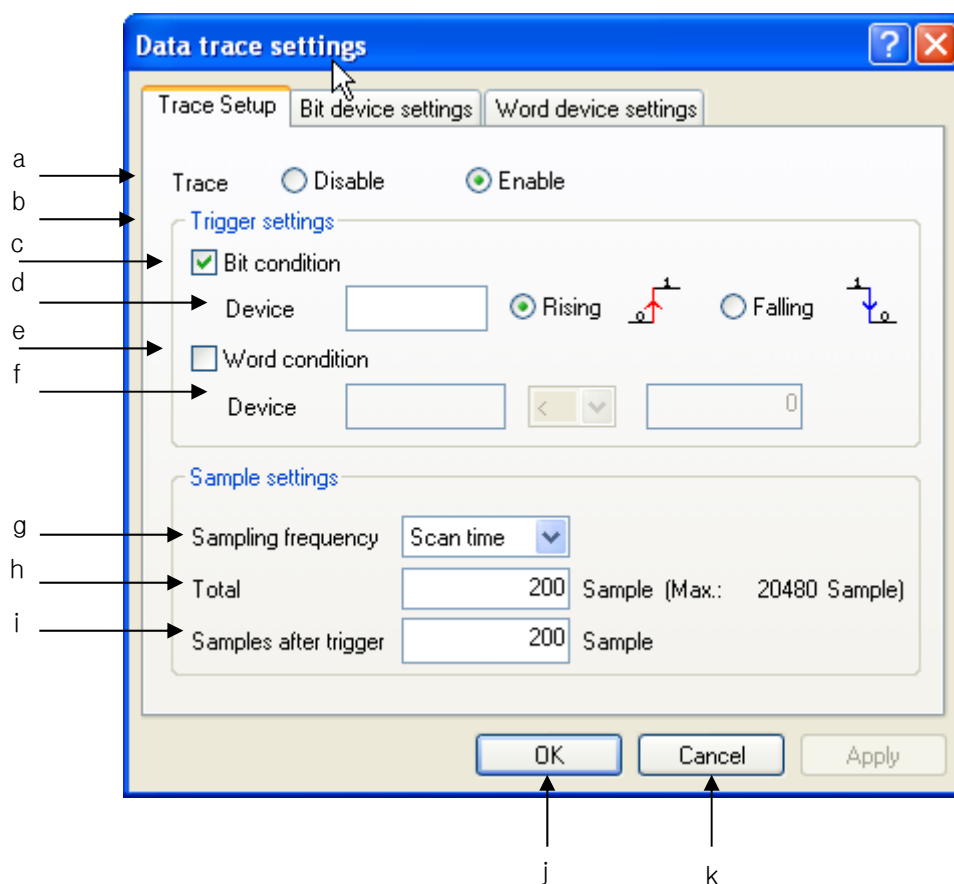 Data trace settings
Trace Setup Bit device settings Word device settings
a
Trace Disable Enable
b
Trigger settings
c
Bit condition
d
Device Rising 0 1 Falling 1 0
e
Word condition
f
Device < 0
Sample settings
g
Sampling frequency Scan time
h
Total 200 Sample (Max.: 20480 Sample)
i
Samples after trigger 200 Sample
OK Cancel Apply
j k